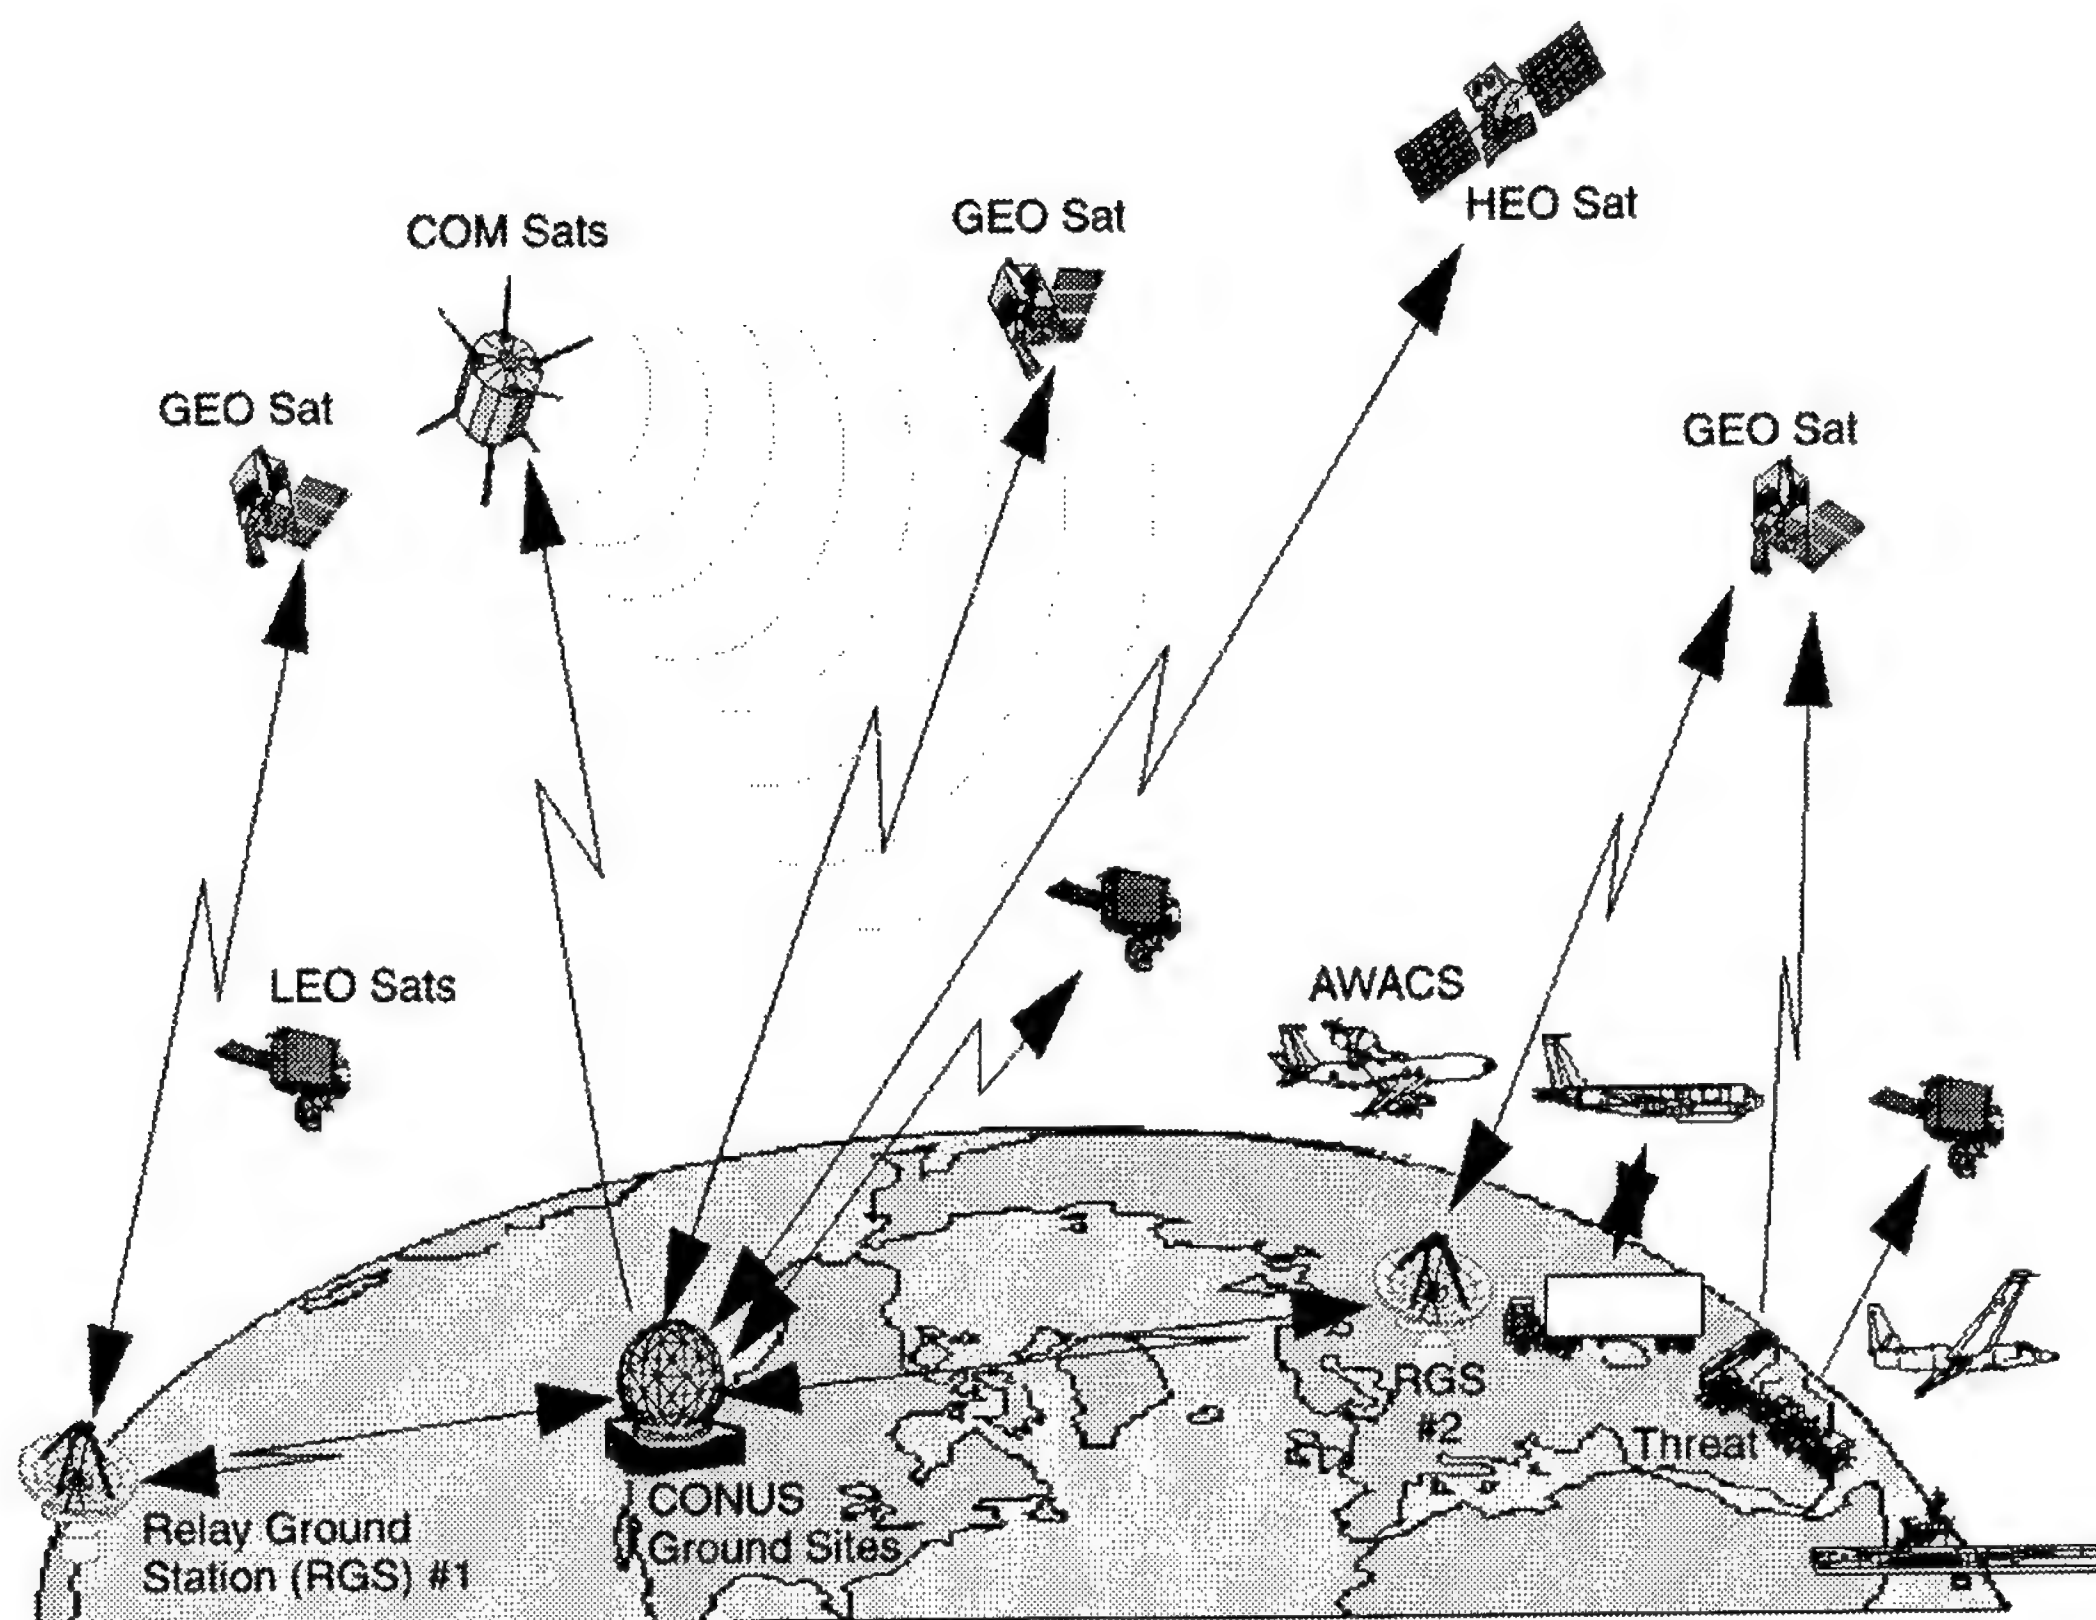 HEO Sat
GEO Sat
COM Sats
GEO Sat
GEO Sat
AWACS
LEO Sats
RGS
#2
Threat
CONUS
Ground Sites
Relay Ground
Station (RGS) #1